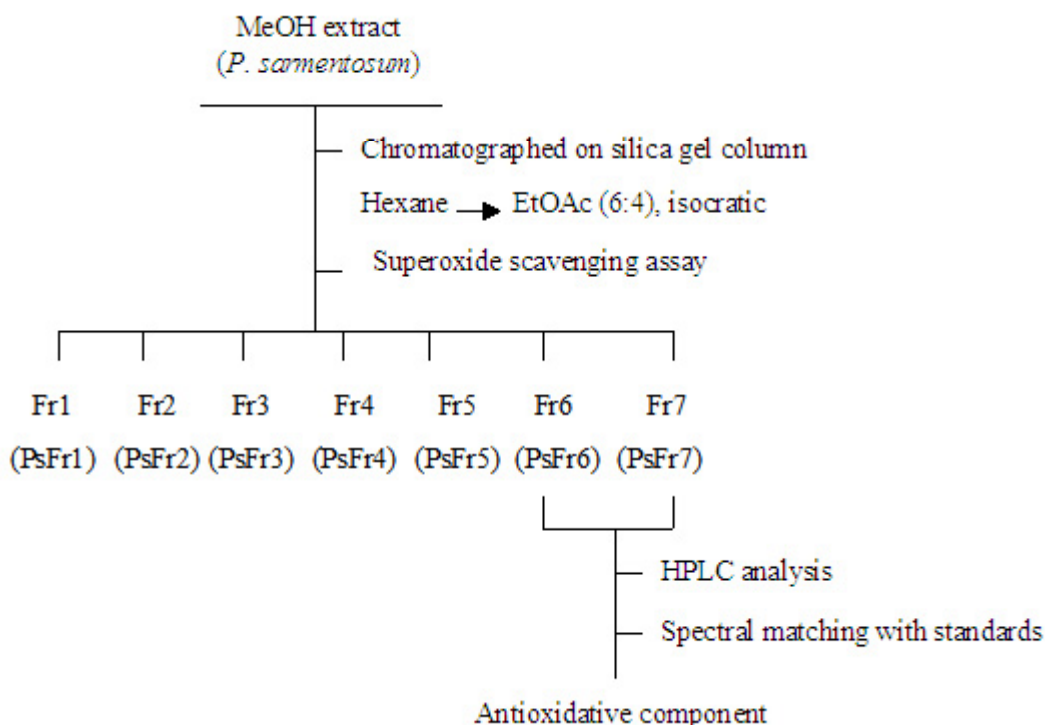 MeOH extract
(P. sarmentosum)
Chromatographed on silica gel column
Hexane → EtOAc (6:4), isocratic
Superoxide scavenging assay
Fr1 Fr2 Fr3 Fr4 Fr5 Fr6 Fr7
(PsFr1) (PsFr2) (PsFr3) (PsFr4) (PsFr5) (PsFr6) (PsFr7)
HPLC analysis
Spectral matching with standards
Antioxidative component